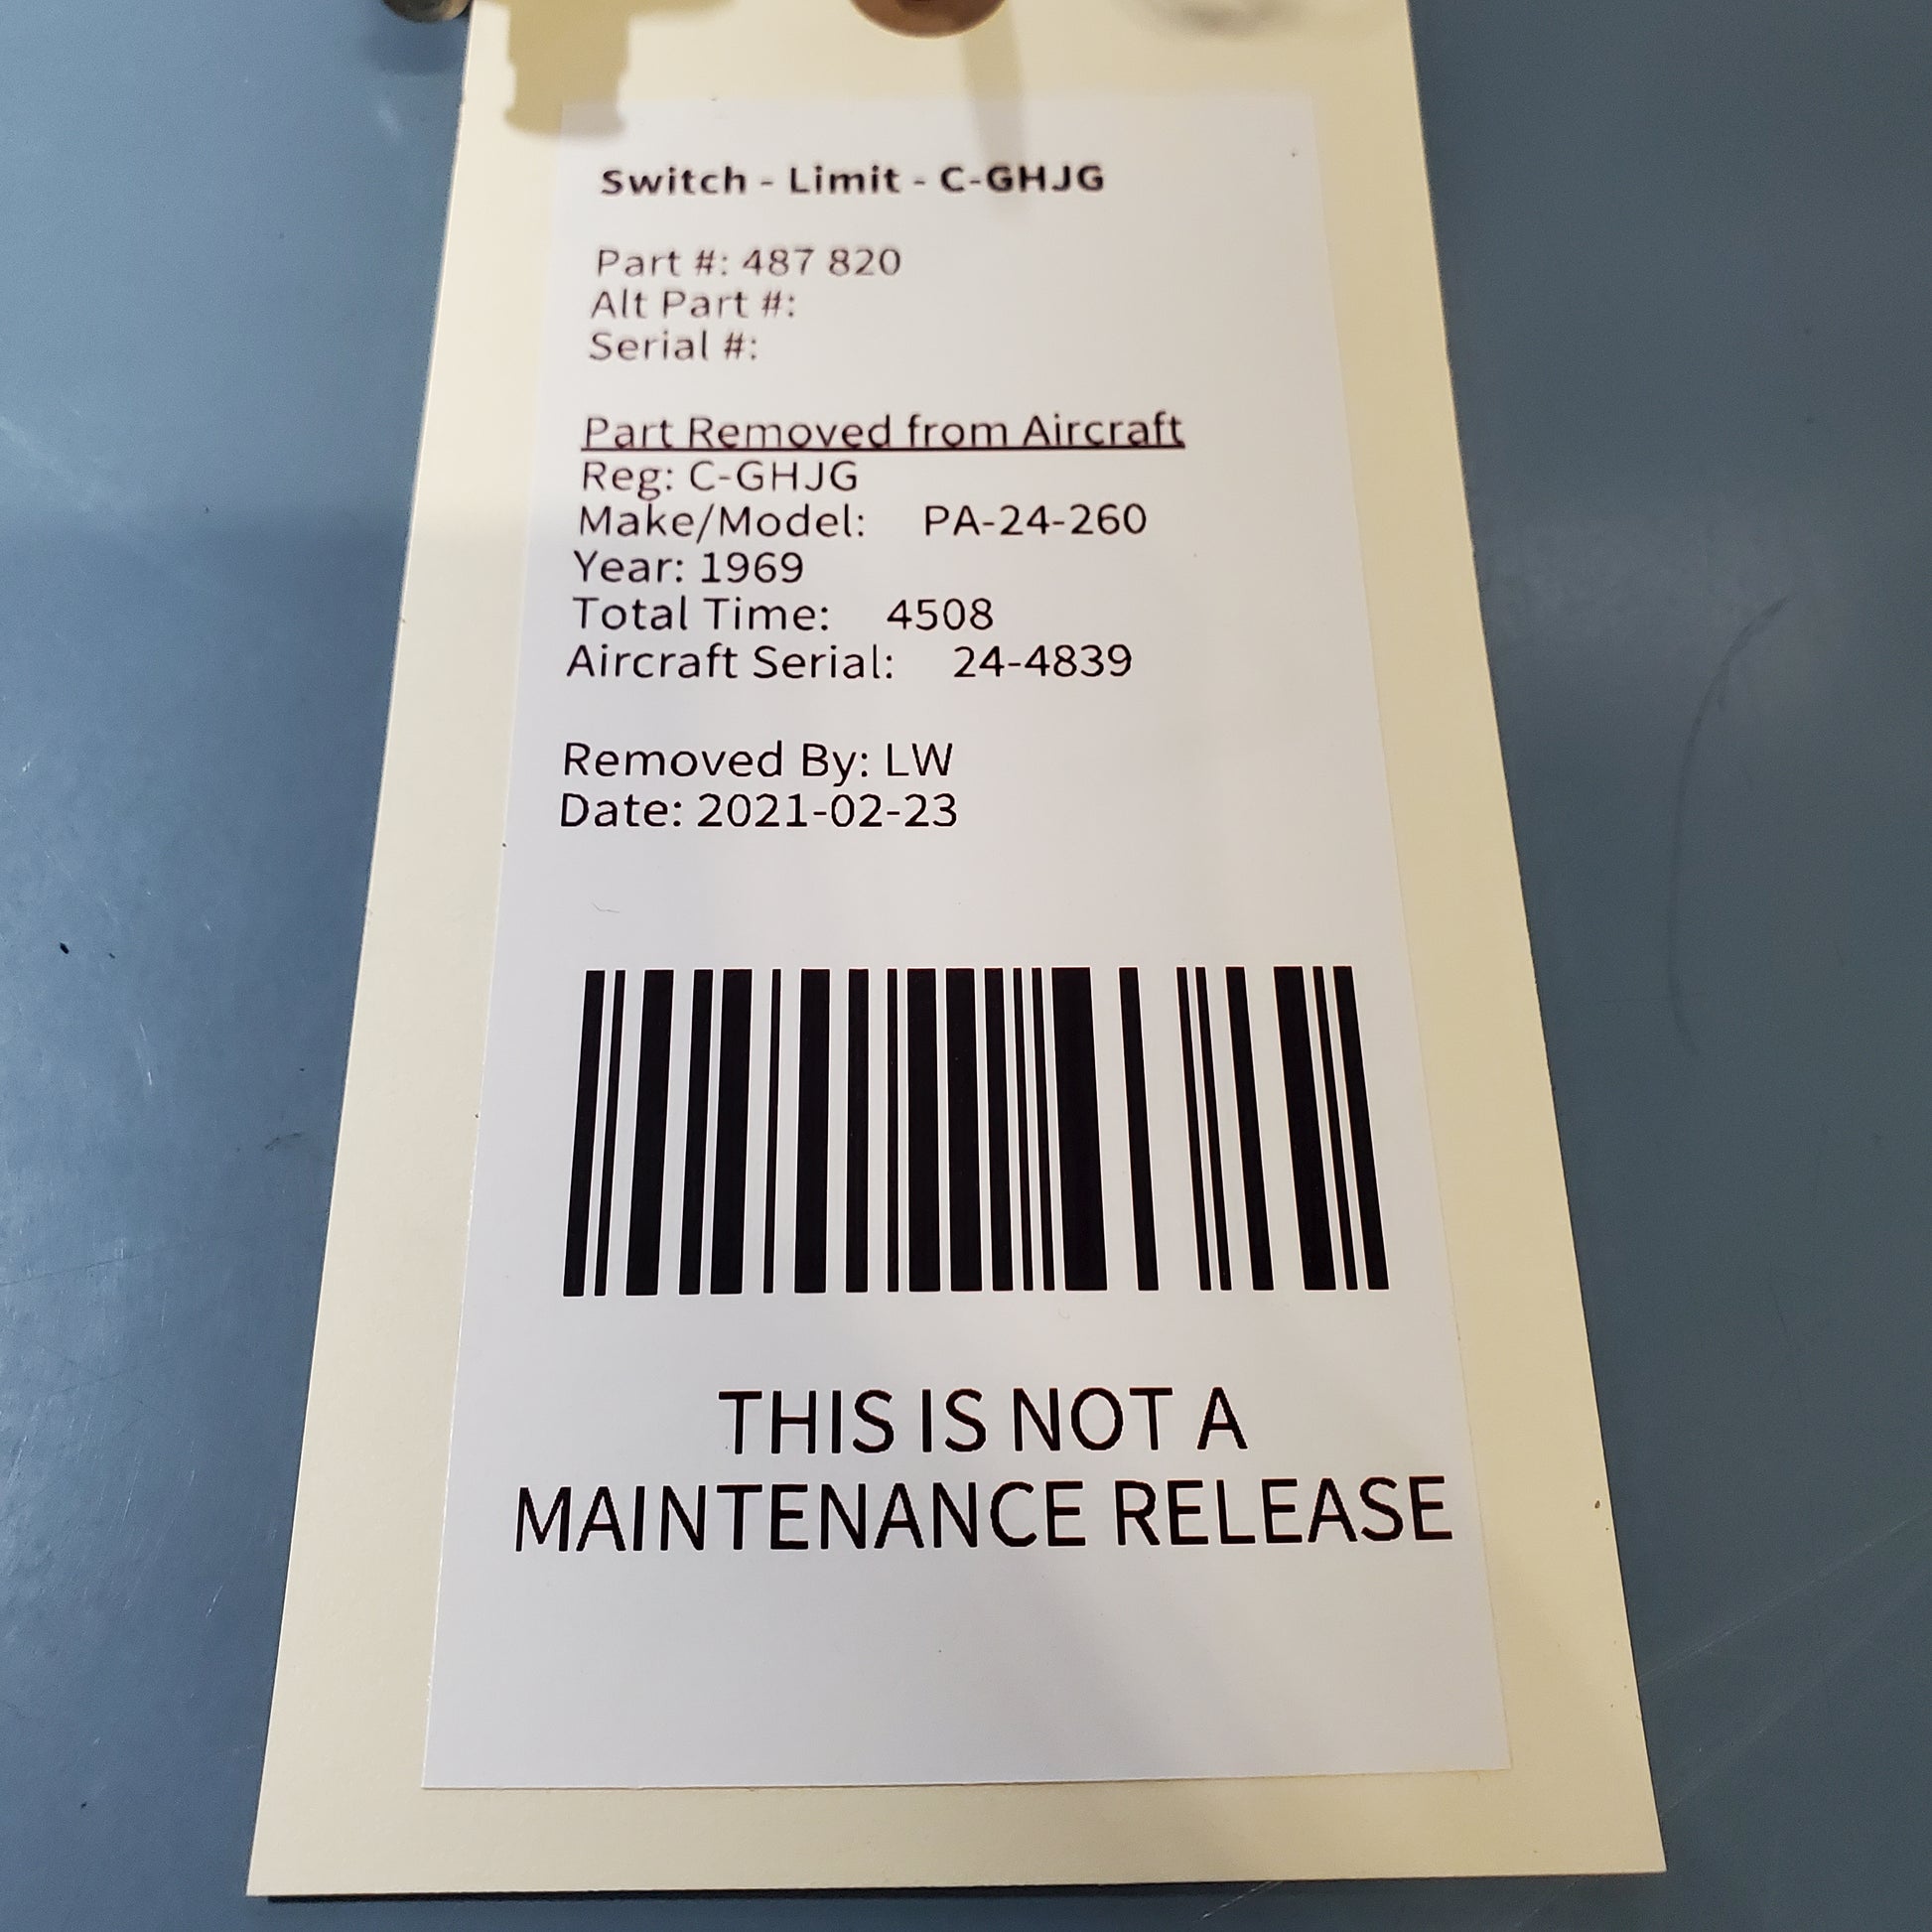 Switch - Limit - C-GHJG
Part #: 487 820
Alt Part #:
Serial #:
Part Removed from Aircraft
Reg: C-GHJG
Make/Model: PA-24-260
Year: 1969
Total Time: 4508
Aircraft Serial: 24-4839
Removed By: LW
Date: 2021-02-23
THIS IS NOT A
MAINTENANCE RELEASE